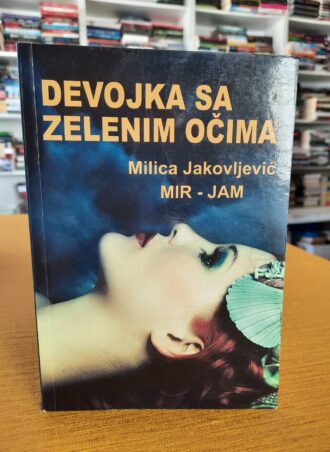 DEVOJKA SA
ZELENIM OČIMA
Milica Jakovljević
MIR - JAM